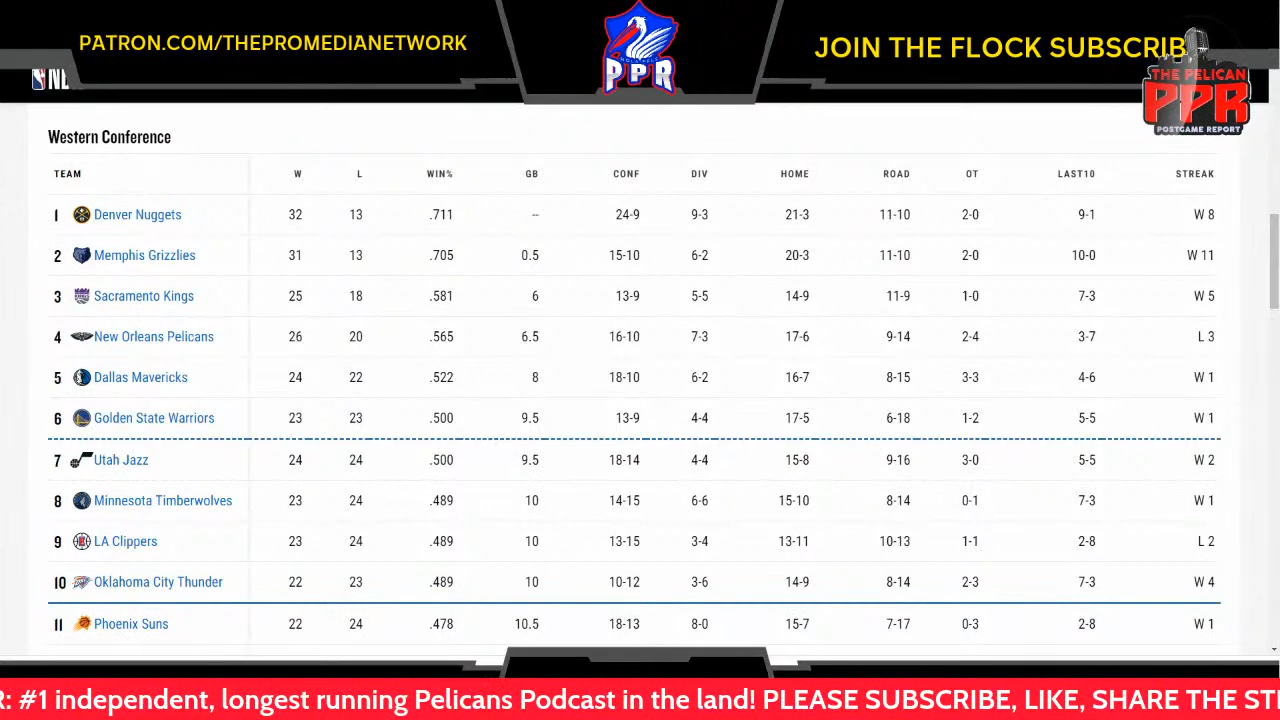 PATRON.COM/THEPROMEDIANETWORK
JOIN THE FLOCK SUBSCRIB
NOLA PELS
PPR
THE PELICAN
PPR
POSTGAME REPORT
Western Conference
TEAM W L WIN% GB CONF DIV HOME ROAD OT LAST10 STREAK
1 Denver Nuggets 32 13 .711 -- 24-9 9-3 21-3 11-10 2-0 9-1 W 8
2 Memphis Grizzlies 31 13 .705 0.5 15-10 6-2 20-3 11-10 2-0 10-0 W 11
3 Sacramento Kings 25 18 .581 6 13-9 5-5 14-9 11-9 1-0 7-3 W 5
4 New Orleans Pelicans 26 20 .565 6.5 16-10 7-3 17-6 9-14 2-4 3-7 L 3
5 Dallas Mavericks 24 22 .522 8 18-10 6-2 16-7 8-15 3-3 4-6 W 1
6 Golden State Warriors 23 23 .500 9.5 13-9 4-4 17-5 6-18 1-2 5-5 W 1
7 Utah Jazz 24 24 .500 9.5 18-14 4-4 15-8 9-16 3-0 5-5 W 2
8 Minnesota Timberwolves 23 24 .489 10 14-15 6-6 15-10 8-14 0-1 7-3 W 1
9 LA Clippers 23 24 .489 10 13-15 3-4 13-11 10-13 1-1 2-8 L 2
10 Oklahoma City Thunder 22 23 .489 10 10-12 3-6 14-9 8-14 2-3 7-3 W 4
11 Phoenix Suns 22 24 .478 10.5 18-13 8-0 15-7 7-17 0-3 2-8 W 1
R: #1 independent, longest running Pelicans Podcast in the land! PLEASE SUBSCRIBE, LIKE, SHARE THE ST